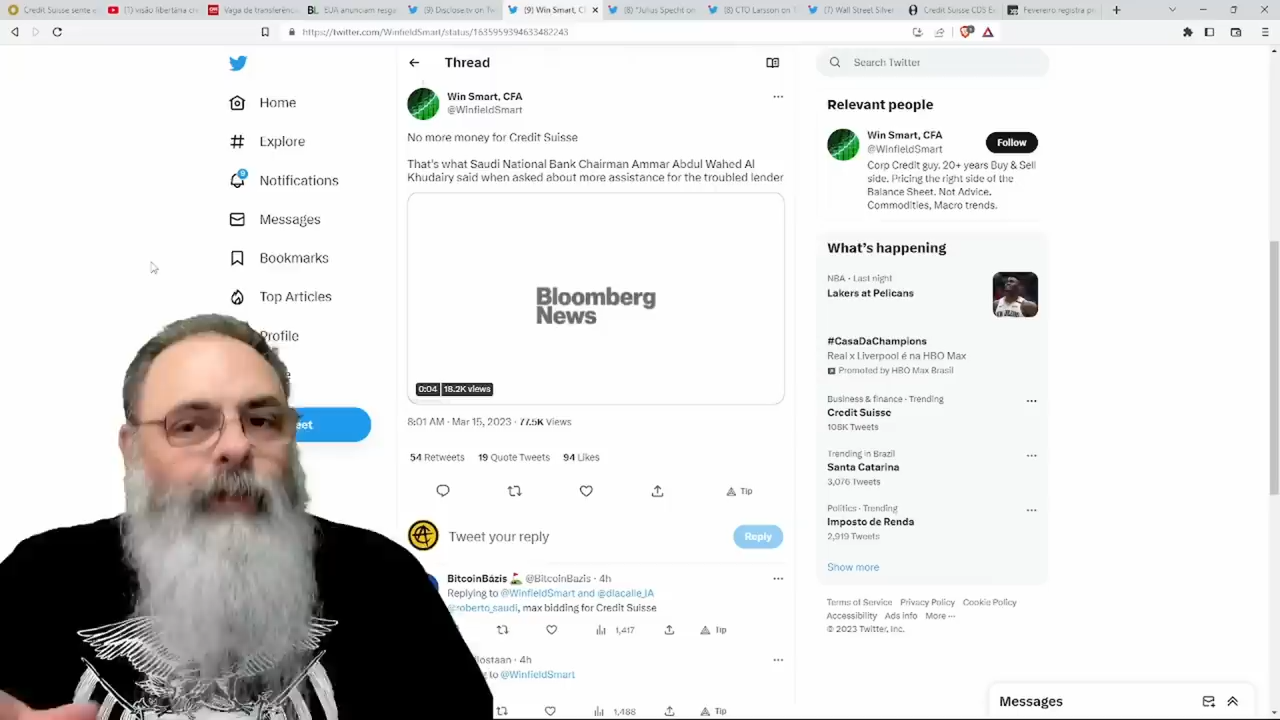 Credit Suisse sente o
(1) visão libertária cri
Vaga de transferênci
EUA anunciam resga
(9) Disclose.tv on Tw
(9) Win Smart, CF
(8) "Julius Specht on
(8) CTO Larsson on T
(7) Wall Street Silver
Credit Suisse CDS Ex
Fevereiro registra pr
https://twitter.com/WinfieldSmart/status/1635959394633482243
Home
Explore
9
Notifications
Messages
Bookmarks
Top Articles
Profile
eet
Thread
Win Smart, CFA
@WinfieldSmart
No more money for Credit Suisse
That's what Saudi National Bank Chairman Ammar Abdul Wahed Al
Khudairy said when asked about more assistance for the troubled lender
Bloomberg
News
0:04 18.2K views
8:01 AM · Mar 15, 2023 · 77.5K Views
54 Retweets 19 Quote Tweets 94 Likes
Tip
Tweet your reply
Reply
BitcoinBázis @BitcoinBazis · 4h
Replying to @WinfieldSmart and @dlacalle_IA
@roberto_saudi, max bidding for Credit Suisse
1,417 Tip
lostaan · 4h
to @WinfieldSmart
1,488 Tip
Search Twitter
Relevant people
Win Smart, CFA
@WinfieldSmart
Follow
Corp Credit guy. 20+ years Buy & Sell
side. Pricing the right side of the
Balance Sheet. Not Advice.
Commodities, Macro trends.
What's happening
NBA · Last night
Lakers at Pelicans
#CasaDaChampions
Real x Liverpool é na HBO Max
Promoted by HBO Max Brasil
Business & finance · Trending
Credit Suisse
108K Tweets
Trending in Brazil
Santa Catarina
3,076 Tweets
Politics · Trending
Imposto de Renda
2,919 Tweets
Show more
Terms of Service Privacy Policy Cookie Policy
Accessibility Ads info More ···
© 2023 Twitter, Inc.
Messages